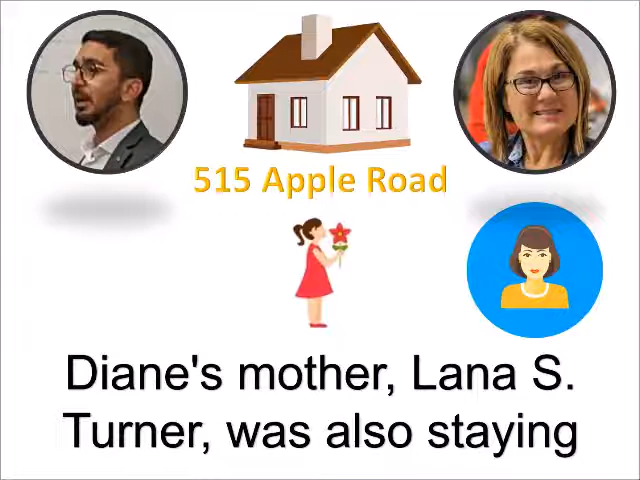 515 Apple Road
Diane's mother, Lana S.
Turner, was also staying